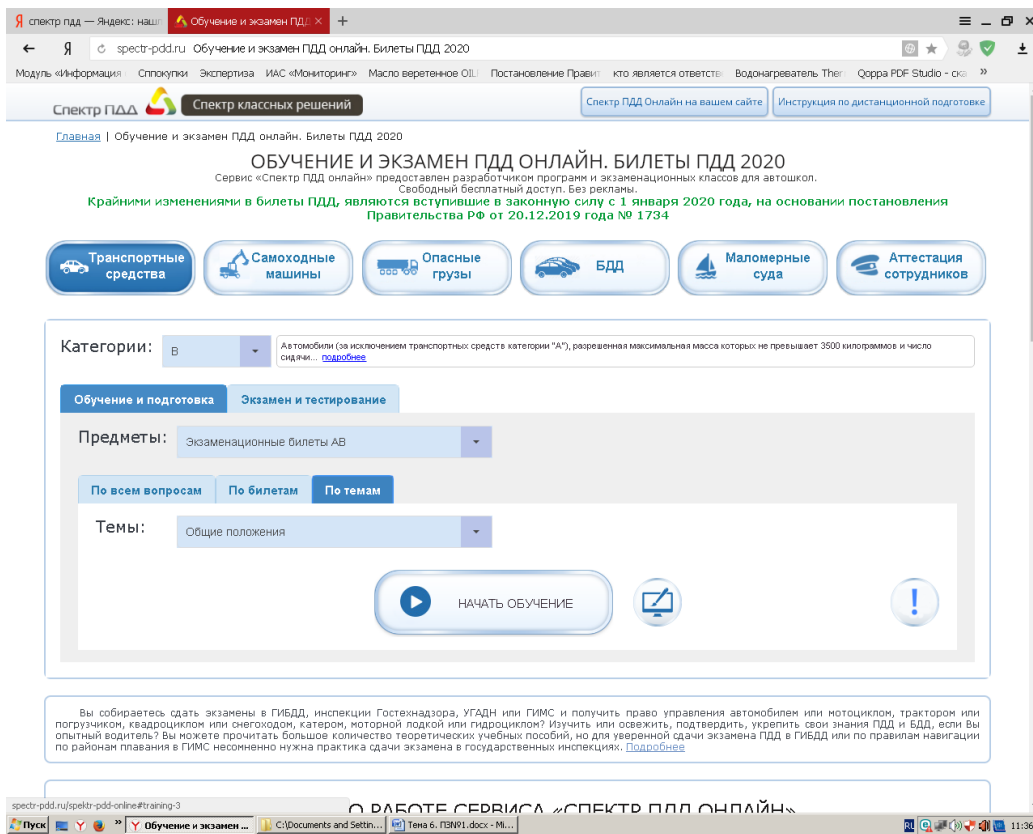 спектр пдд — Яндекс: нашл
Обучение и экзамен ПДД
spectr-pdd.ru Обучение и экзамен ПДД онлайн. Билеты ПДД 2020
Модуль «Информация Сппокупки Экспертиза ИАС «Мониторинг» Масло веретенное OIL Постановление Правит кто является ответств Водонагреватель Ther Qoppa PDF Studio - ска »
Спектр ПДД Спектр классных решений Спектр ПДД Онлайн на вашем сайте Инструкция по дистанционной подготовке
Главная | Обучение и экзамен ПДД онлайн. Билеты ПДД 2020
ОБУЧЕНИЕ И ЭКЗАМЕН ПДД ОНЛАЙН. БИЛЕТЫ ПДД 2020
Сервис «Спектр ПДД онлайн» предоставлен разработчиком программ и экзаменационных классов для автошкол.
Свободный бесплатный доступ. Без рекламы.
Крайними изменениями в билеты ПДД, являются вступившие в законную силу с 1 января 2020 года, на основании постановления
Правительства РФ от 20.12.2019 года № 1734
Транспортные средства
Самоходные машины
Опасные грузы
БДД
Маломерные суда
Аттестация сотрудников
Категории: B
Автомобили (за исключением транспортных средств категории "А"), разрешенная максимальная масса которых не превышает 3500 килограммов и число
сидячи... подробнее
Обучение и подготовка Экзамен и тестирование
Предметы: Экзаменационные билеты АВ
По всем вопросам По билетам По темам
Темы: Общие положения
НАЧАТЬ ОБУЧЕНИЕ !
Вы собираетесь сдать экзамены в ГИБДД, инспекции Гостехнадзора, УГАДН или ГИМС и получить право управления автомобилем или мотоциклом, трактором или
погрузчиком, квадроциклом или снегоходом, катером, моторной лодкой или гидроциклом? Изучить или освежить, подтвердить, укрепить свои знания ПДД и БДД, если Вы
опытный водитель? Вы можете прочитать большое количество теоретических учебных пособий, но для уверенной сдачи экзамена ПДД в ГИБДД или по правилам навигации
по районам плавания в ГИМС несомненно нужна практика сдачи экзамена в государственных инспекциях. Подробнее
О РАБОТЕ СЕРВИСА «СПЕКТР ПДД ОНЛАЙН»
spectr-pdd.ru/spektr-pdd-online#training-3
Пуск » Обучение и экзамен ... C:\Documents and Settin... Тема 6. ПЗ№1.docx - Mi... RL 11:36